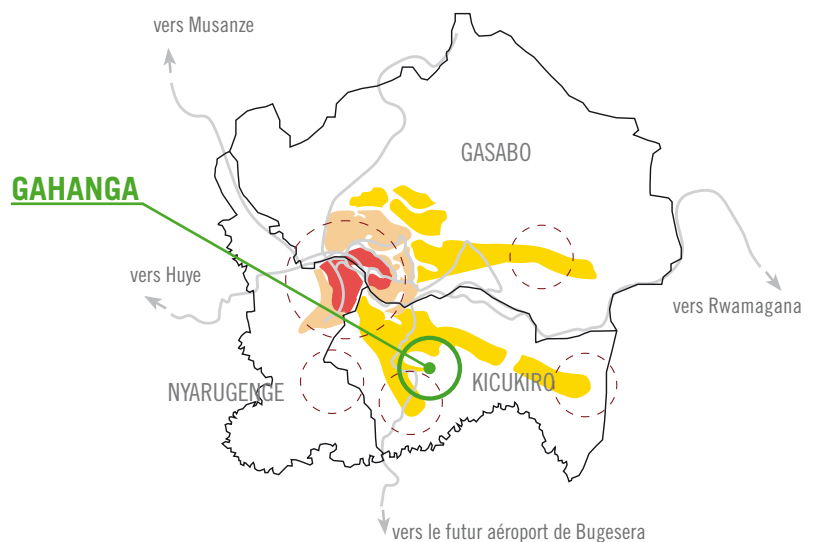 vers Musanze
GASABO
GAHANGA
vers Huye
vers Rwamagana
NYARUGENGE
KICUKIRO
vers le futur aéroport de Bugesera